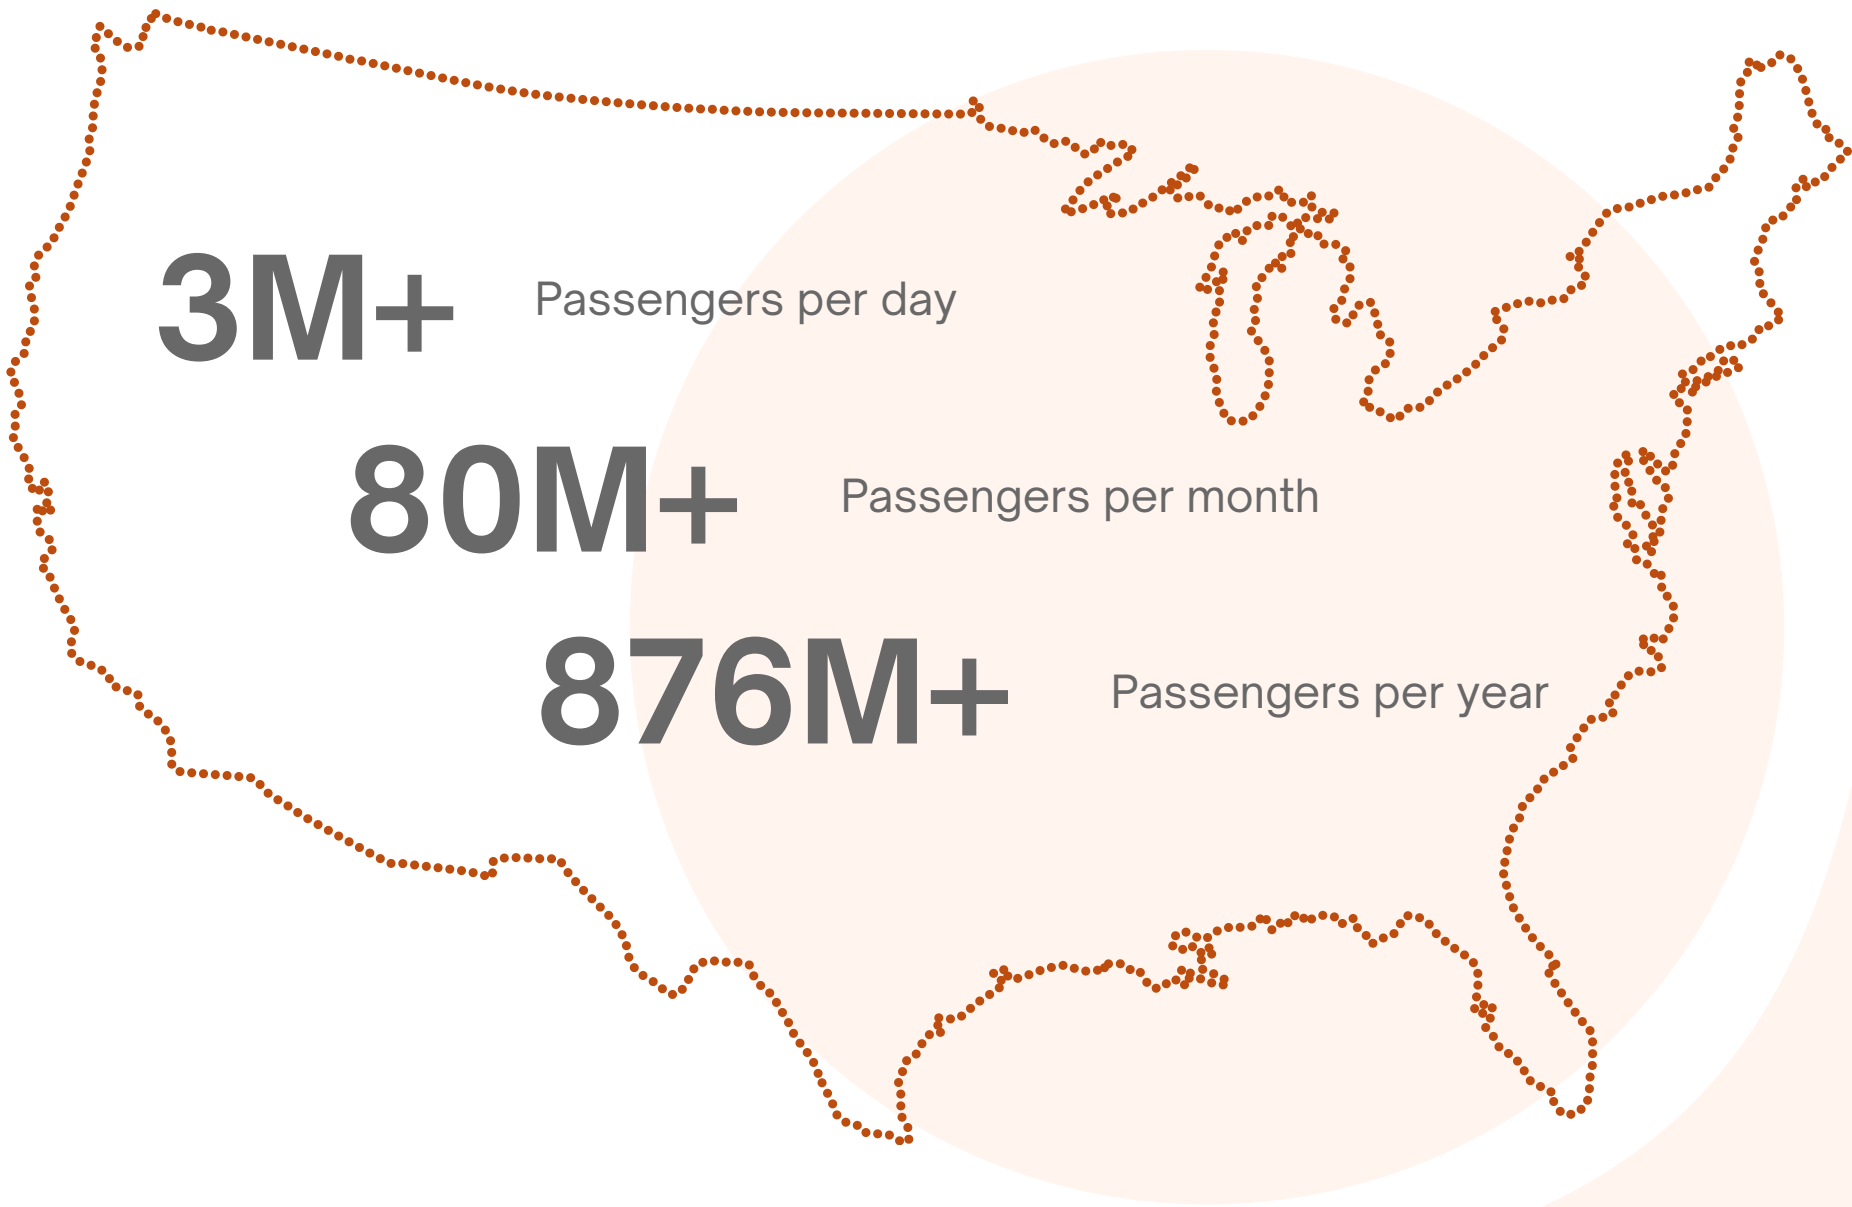 3M+ Passengers per day
80M+ Passengers per month
876M+ Passengers per year